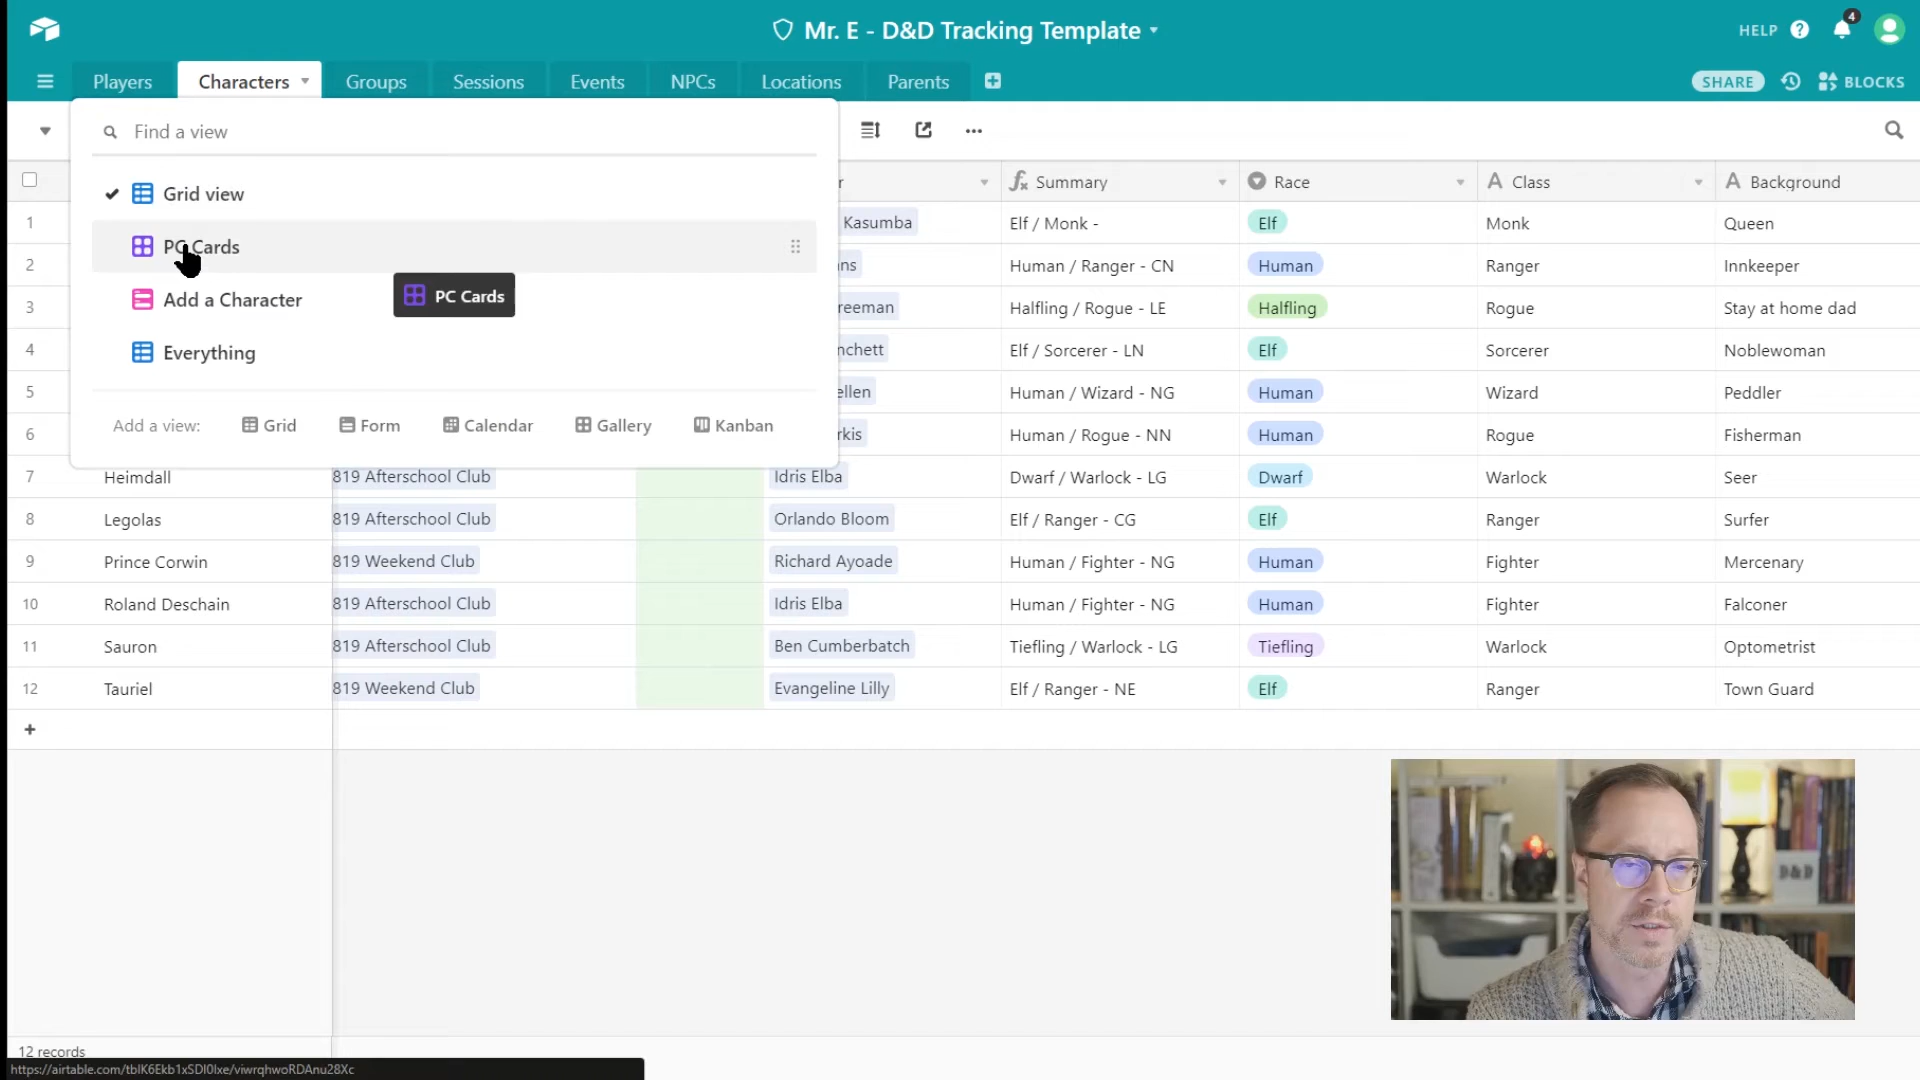 Mr. E - D&D Tracking Template
HELP
4
Players
Characters
Groups
Sessions
Events
NPCs
Locations
Parents
SHARE
BLOCKS
Find a view
Grid view
PC Cards
Add a Character
PC Cards
Everything
Add a view: Grid Form Calendar Gallery Kanban
r Summary Race Class Background
1 Kasumba Elf / Monk - Elf Monk Queen
2 ns Human / Ranger - CN Human Ranger Innkeeper
3 reeman Halfling / Rogue - LE Halfling Rogue Stay at home dad
4 nchett Elf / Sorcerer - LN Elf Sorcerer Noblewoman
5 ellen Human / Wizard - NG Human Wizard Peddler
6 rkis Human / Rogue - NN Human Rogue Fisherman
7 Heimdall 819 Afterschool Club Idris Elba Dwarf / Warlock - LG Dwarf Warlock Seer
8 Legolas 819 Afterschool Club Orlando Bloom Elf / Ranger - CG Elf Ranger Surfer
9 Prince Corwin 819 Weekend Club Richard Ayoade Human / Fighter - NG Human Fighter Mercenary
10 Roland Deschain 819 Afterschool Club Idris Elba Human / Fighter - NG Human Fighter Falconer
11 Sauron 819 Afterschool Club Ben Cumberbatch Tiefling / Warlock - LG Tiefling Warlock Optometrist
12 Tauriel 819 Weekend Club Evangeline Lilly Elf / Ranger - NE Elf Ranger Town Guard
D&D
12 records